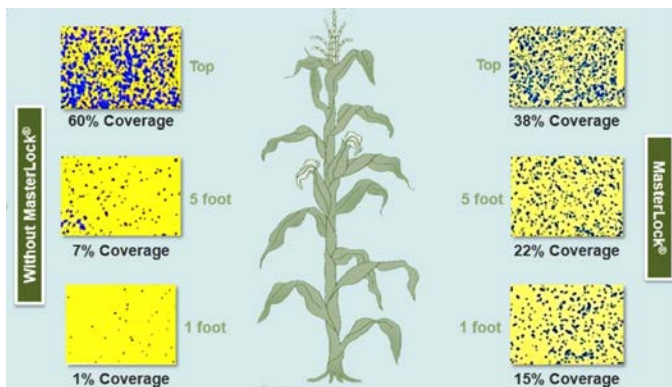 Without MasterLock®
Top
60% Coverage
5 foot
7% Coverage
1 foot
1% Coverage
Top
38% Coverage
5 foot
22% Coverage
1 foot
15% Coverage
MasterLock®